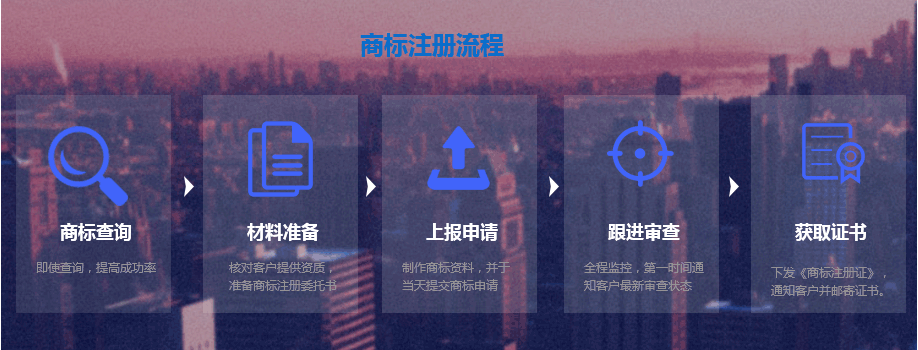 商标注册流程
商标查询
即使查询，提高成功率
材料准备
核对客户提供资质，
准备商标注册委托书
上报申请
制作商标资料，并于
当天提交商标申请
跟进审查
全程监控，第一时间通
知客户最新审查状态
获取证书
下发《商标注册证》，
通知客户并邮寄证书。